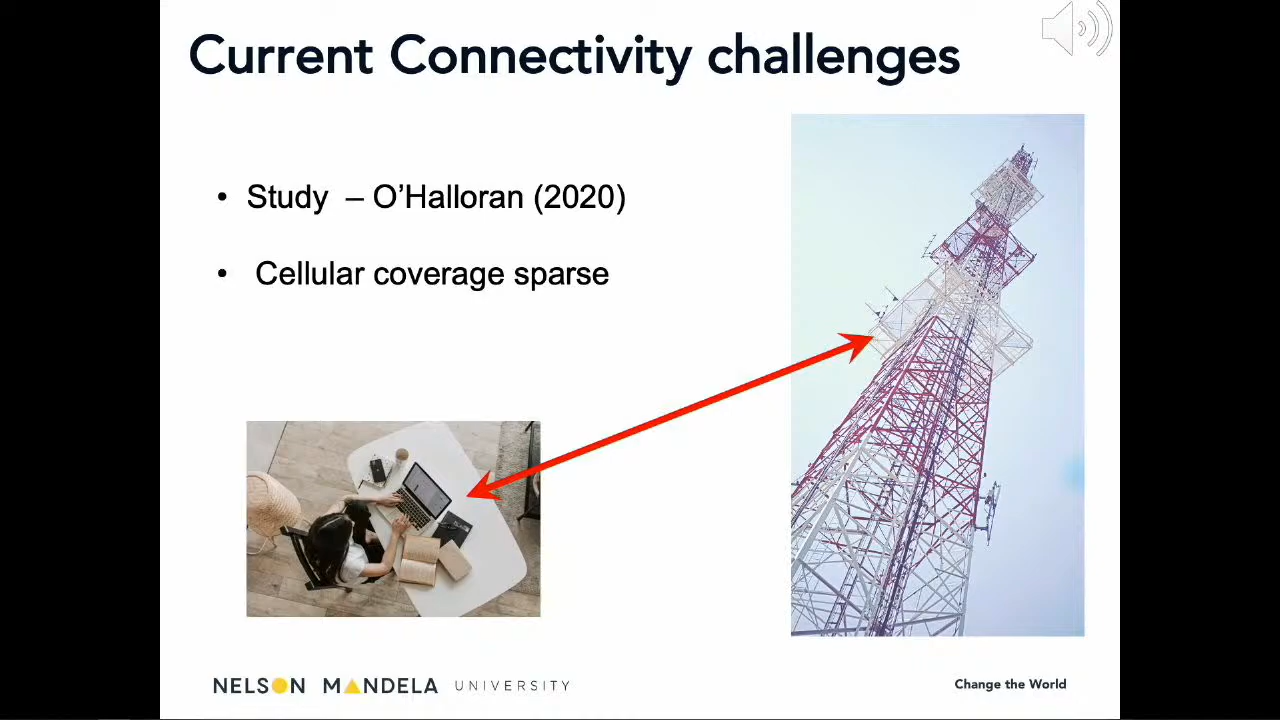 Current Connectivity challenges
• Study – O’Halloran (2020)
• Cellular coverage sparse
NELSON MANDELA UNIVERSITY
Change the World